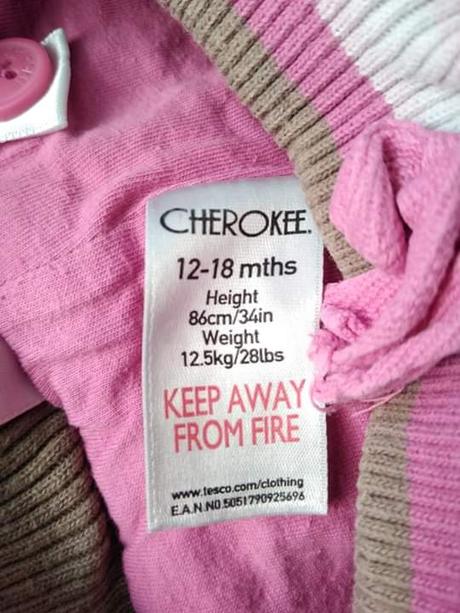 CHEROKEE.
12-18 mths
Height
86cm/34in
Weight
12.5kg/28lbs
KEEP AWAY
FROM FIRE
www.tesco.com/clothing
E.A.N.NO.5051790925696